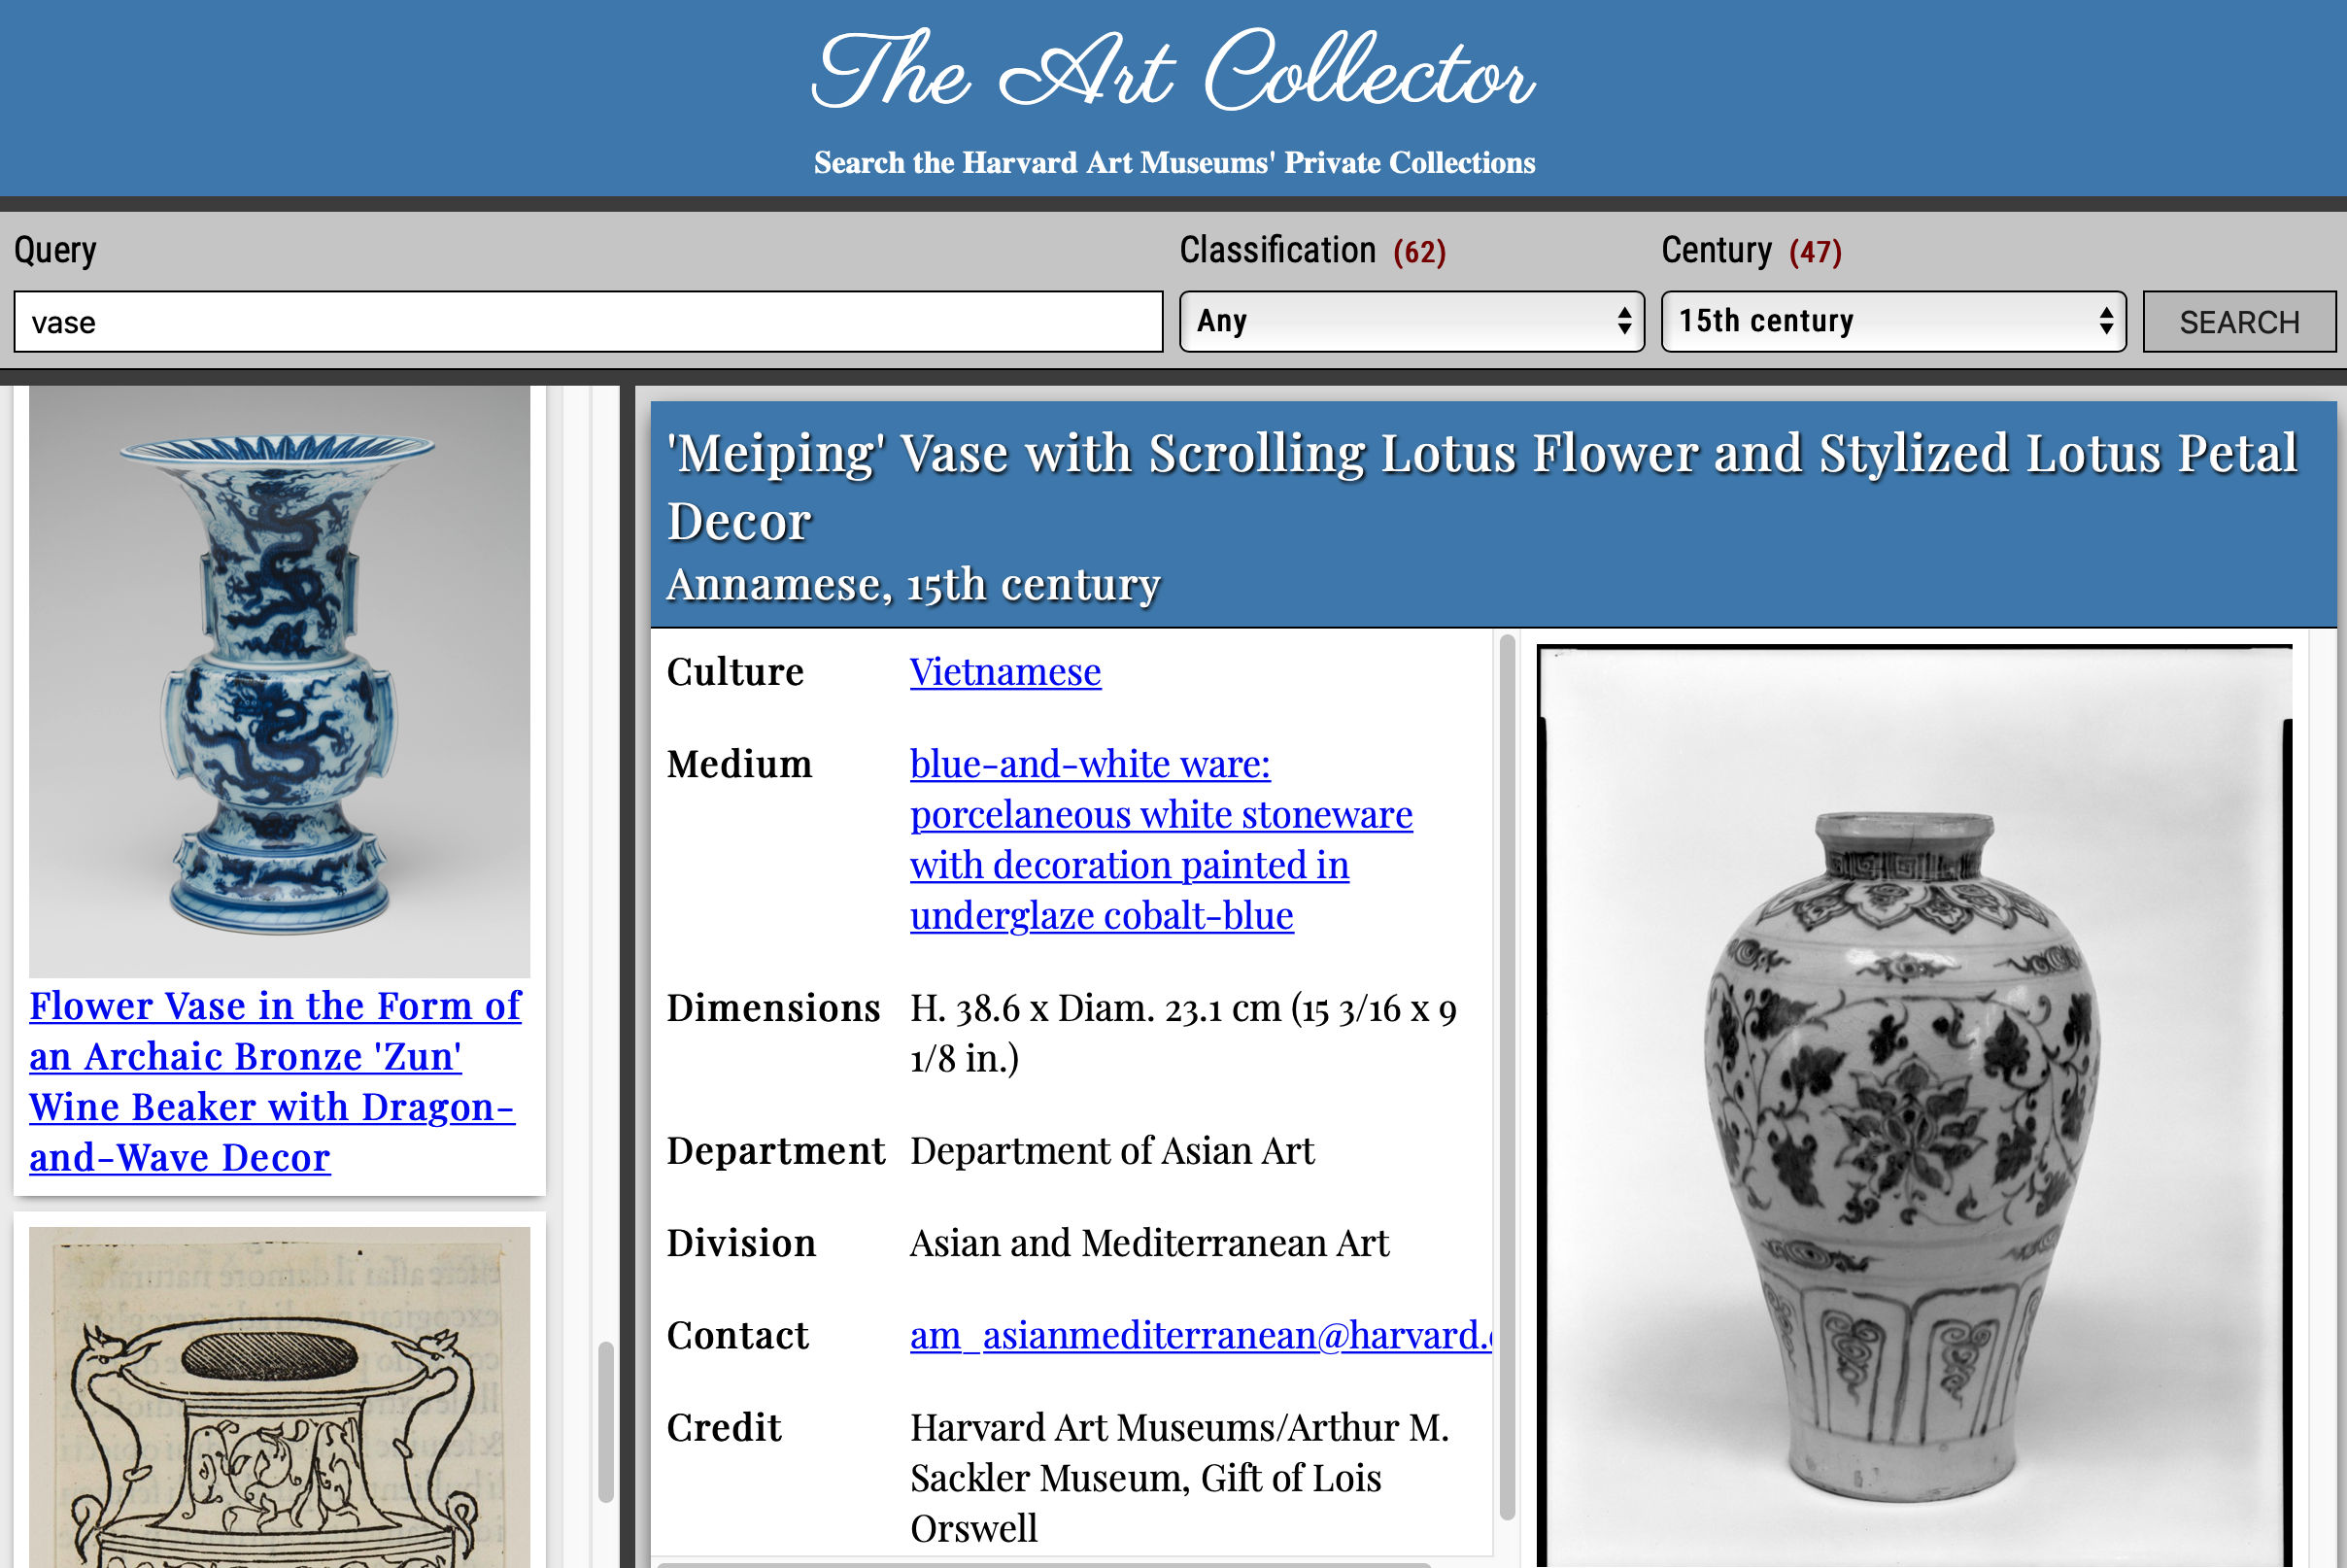 The Art Collector
Search the Harvard Art Museums' Private Collections
Query
Classification (62)
Century (47)
vase
Any
15th century
SEARCH
Flower Vase in the Form of
an Archaic Bronze 'Zun'
Wine Beaker with Dragon-
and-Wave Decor
'Meiping' Vase with Scrolling Lotus Flower and Stylized Lotus Petal
Decor
Annamese, 15th century
Culture
Vietnamese
Medium
blue-and-white ware:
porcelaneous white stoneware
with decoration painted in
underglaze cobalt-blue
Dimensions
H. 38.6 x Diam. 23.1 cm (15 3/16 x 9
1/8 in.)
Department
Department of Asian Art
Division
Asian and Mediterranean Art
Contact
am_asianmediterranean@harvard.
Credit
Harvard Art Museums/Arthur M.
Sackler Museum, Gift of Lois
Orswell